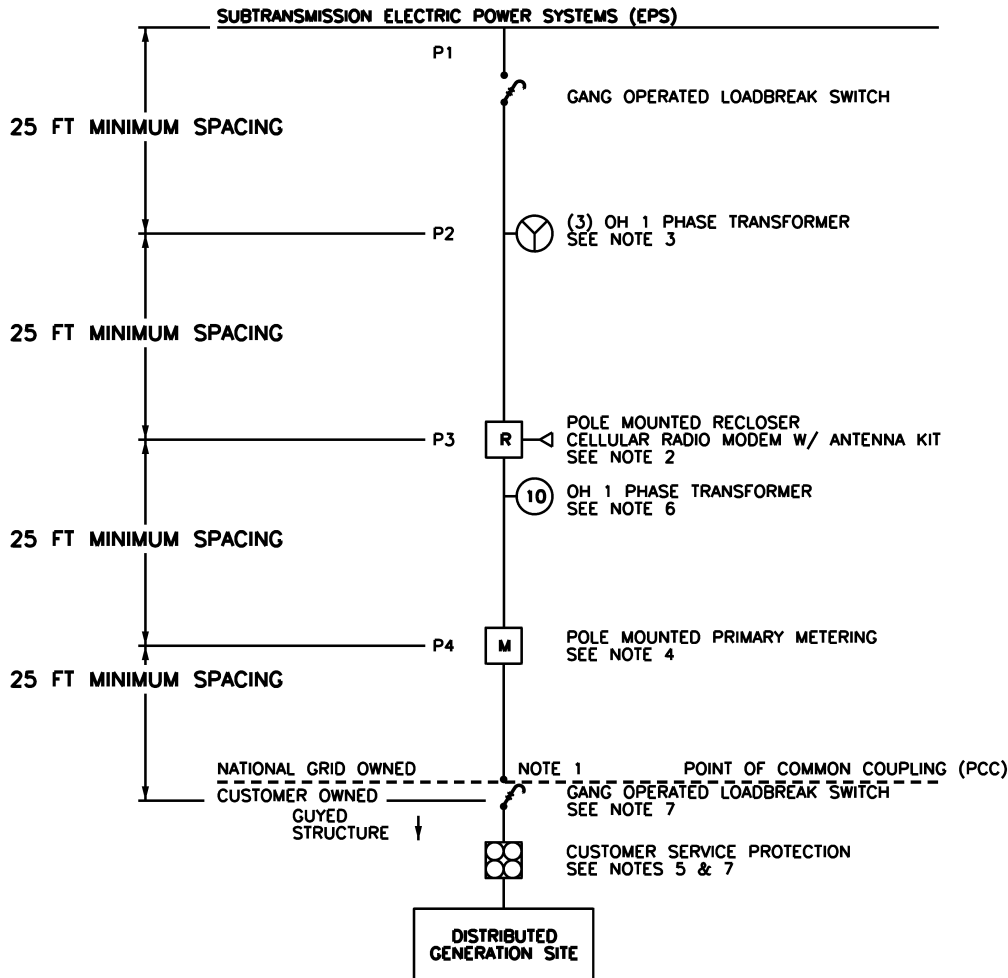 SUBTRANSMISSION ELECTRIC POWER SYSTEMS (EPS)
P1
GANG OPERATED LOADBREAK SWITCH
25 FT MINIMUM SPACING
P2
(3) OH 1 PHASE TRANSFORMER
SEE NOTE 3
25 FT MINIMUM SPACING
P3
R
POLE MOUNTED RECLOSER
CELLULAR RADIO MODEM W/ ANTENNA KIT
SEE NOTE 2
10
OH 1 PHASE TRANSFORMER
SEE NOTE 6
25 FT MINIMUM SPACING
P4
M
POLE MOUNTED PRIMARY METERING
SEE NOTE 4
25 FT MINIMUM SPACING
NATIONAL GRID OWNED
NOTE 1
POINT OF COMMON COUPLING (PCC)
CUSTOMER OWNED
GANG OPERATED LOADBREAK SWITCH
SEE NOTE 7
GUYED
STRUCTURE
CUSTOMER SERVICE PROTECTION
SEE NOTES 5 & 7
DISTRIBUTED
GENERATION SITE